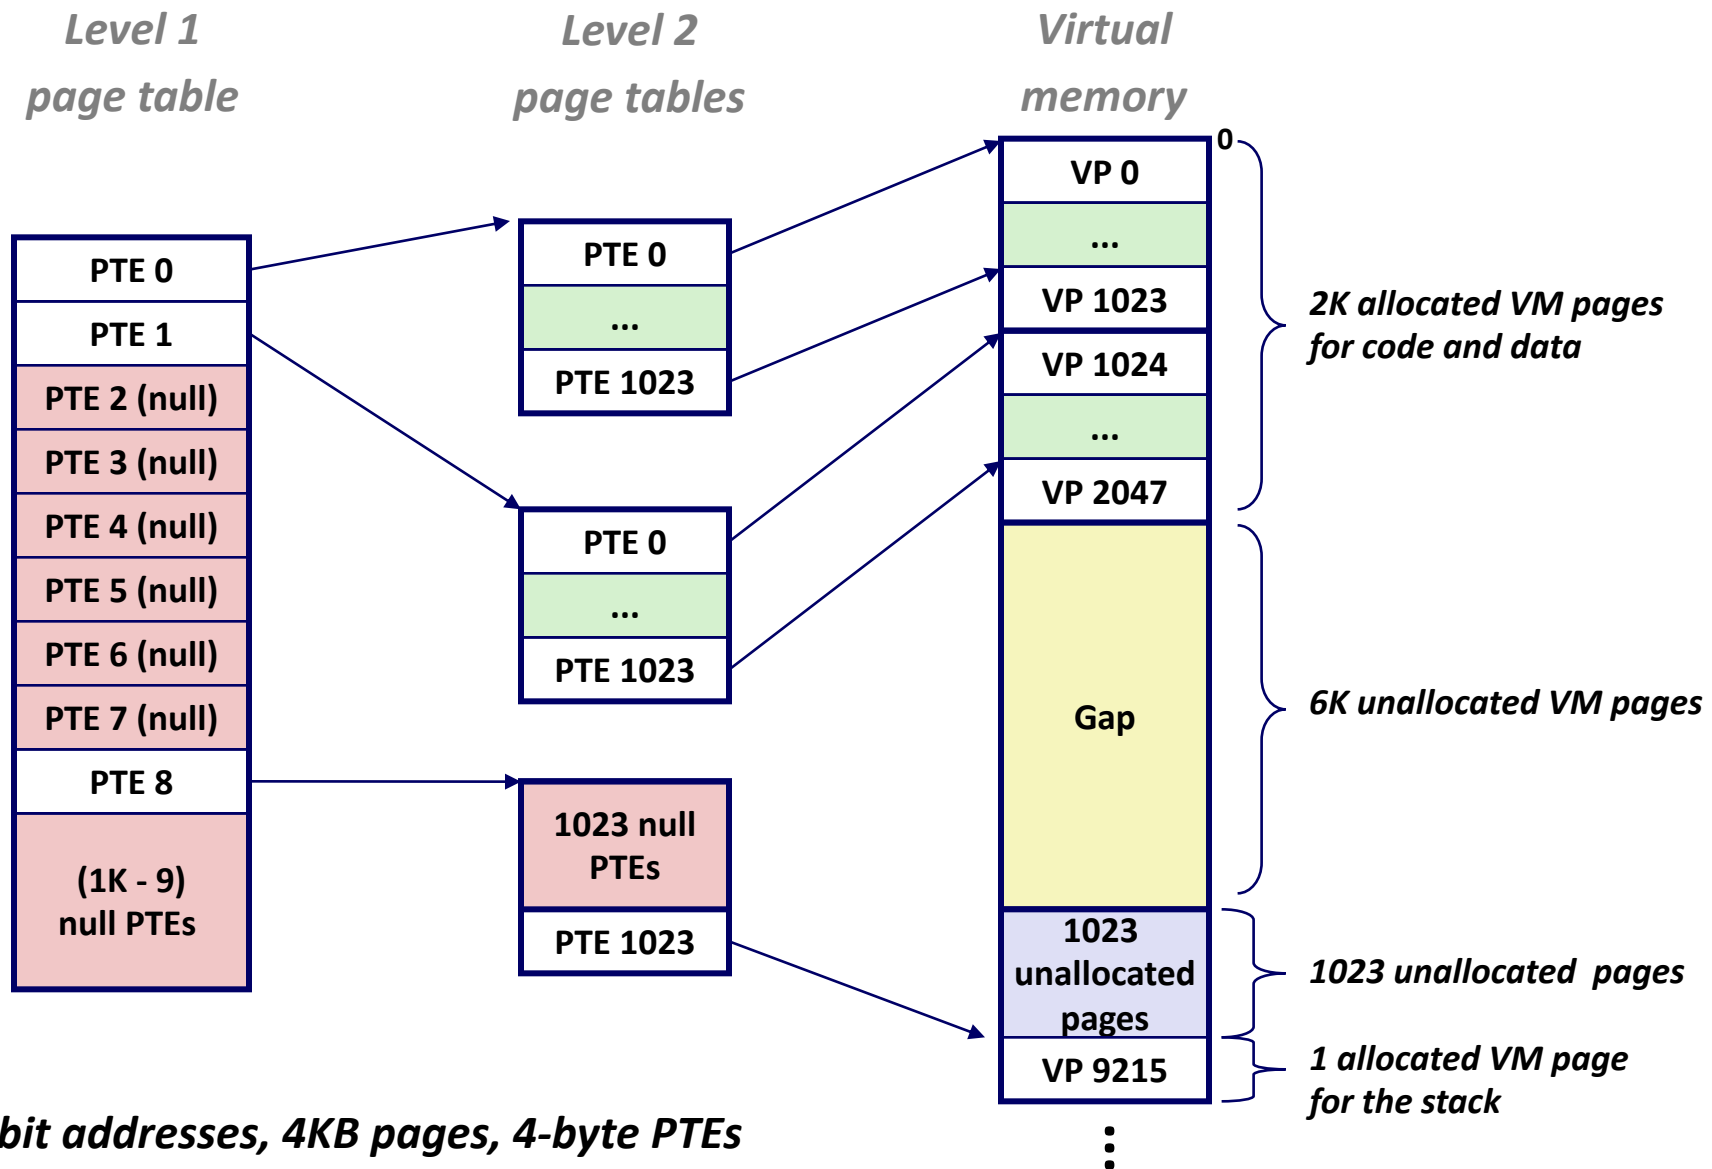 Level 1
page table
Level 2
page tables
Virtual
memory
PTE 0
PTE 1
PTE 2 (null)
PTE 3 (null)
PTE 4 (null)
PTE 5 (null)
PTE 6 (null)
PTE 7 (null)
PTE 8
(1K - 9)
null PTEs
PTE 0
...
PTE 1023
PTE 0
...
PTE 1023
1023 null
PTEs
PTE 1023
0
VP 0
...
VP 1023
VP 1024
...
VP 2047
Gap
1023
unallocated
pages
VP 9215
...
2K allocated VM pages
for code and data
6K unallocated VM pages
1023 unallocated pages
1 allocated VM page
for the stack
bit addresses, 4KB pages, 4-byte PTEs